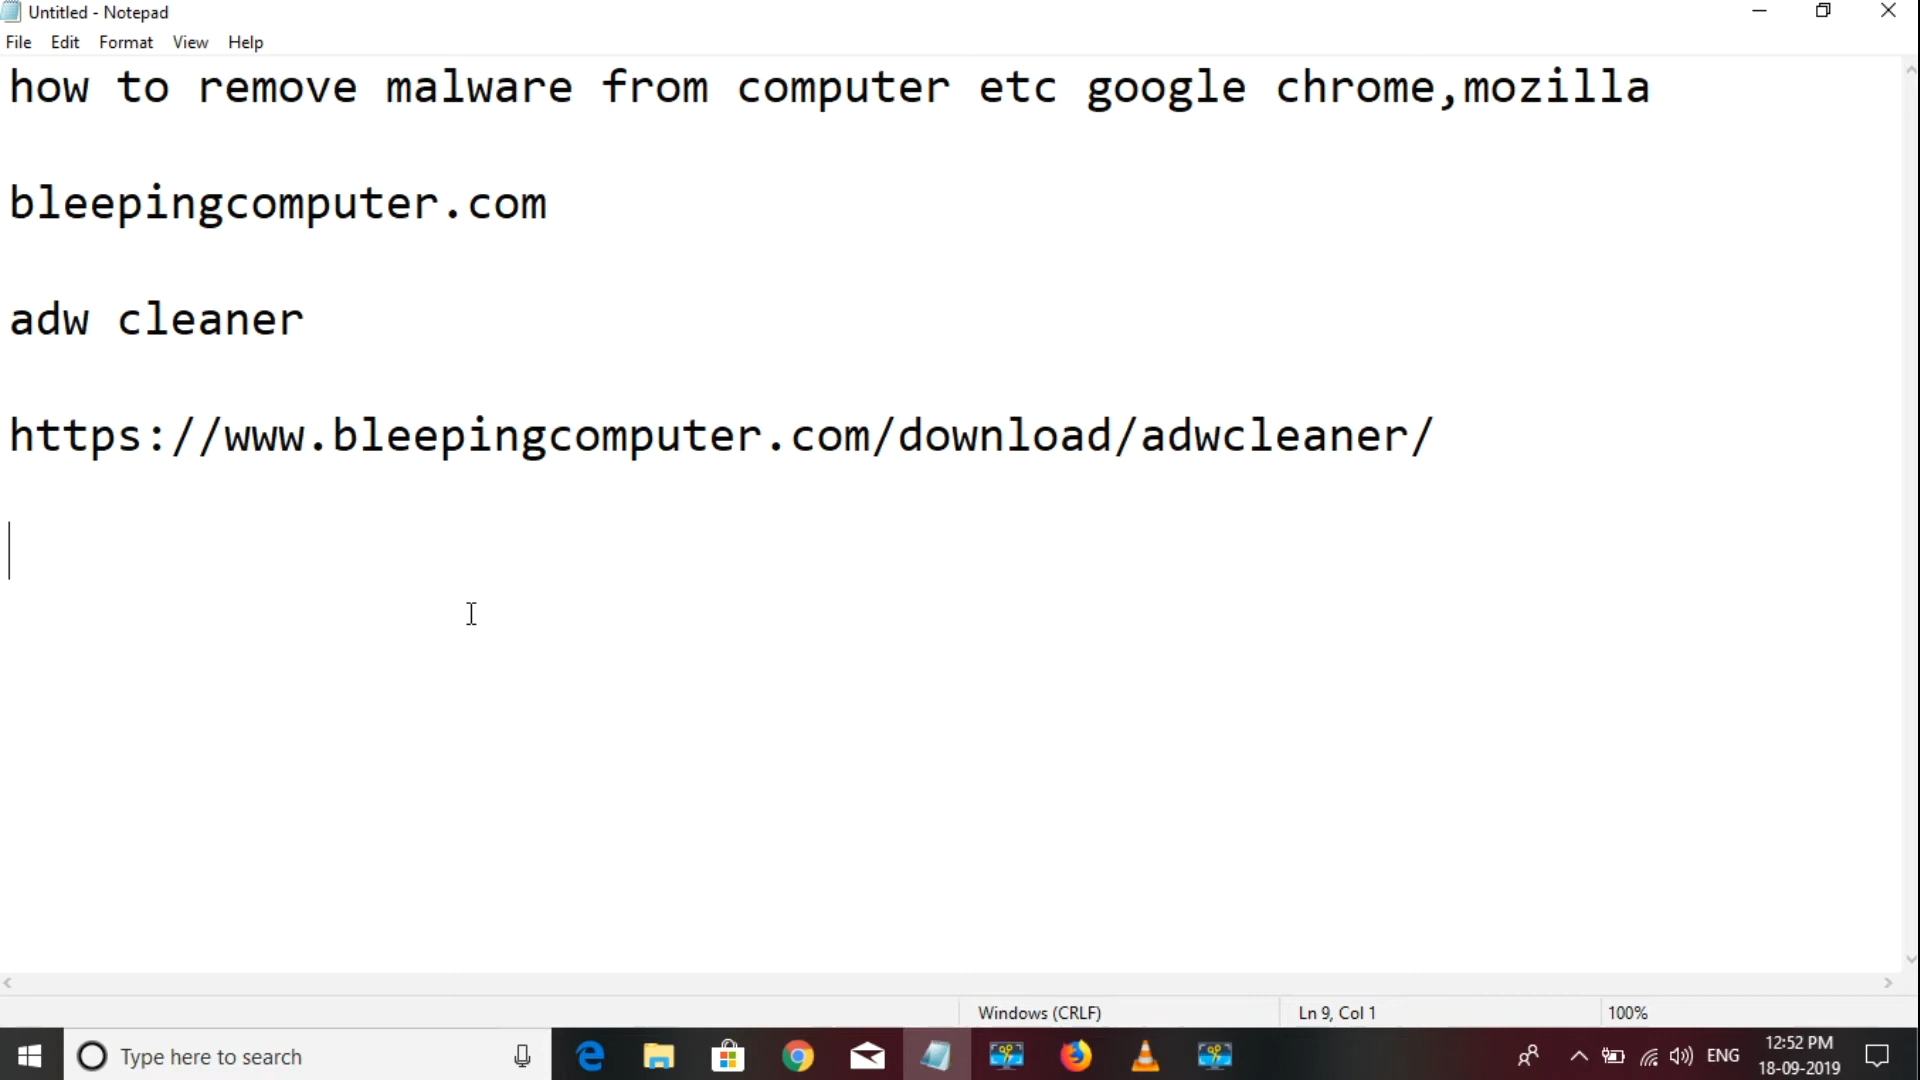 Untitled - Notepad
File Edit Format View Help
how to remove malware from computer etc google chrome,mozilla
bleepingcomputer.com
adw cleaner
https://www.bleepingcomputer.com/download/adwcleaner/
Windows (CRLF) Ln 9, Col 1 100%
Type here to search ENG 12:52 PM
18-09-2019